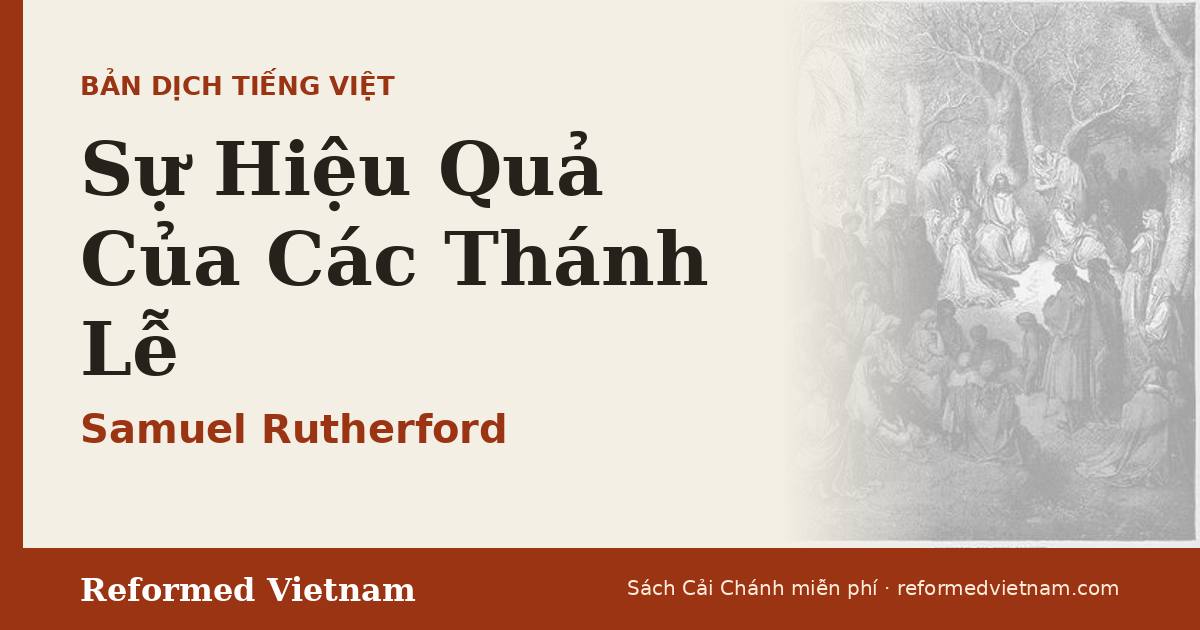 BẢN DỊCH TIẾNG VIỆT
Sự Hiệu Quả
Của Các Thánh
Lễ
Samuel Rutherford
Reformed Vietnam
Sách Cải Chánh miễn phí · reformedvietnam.com